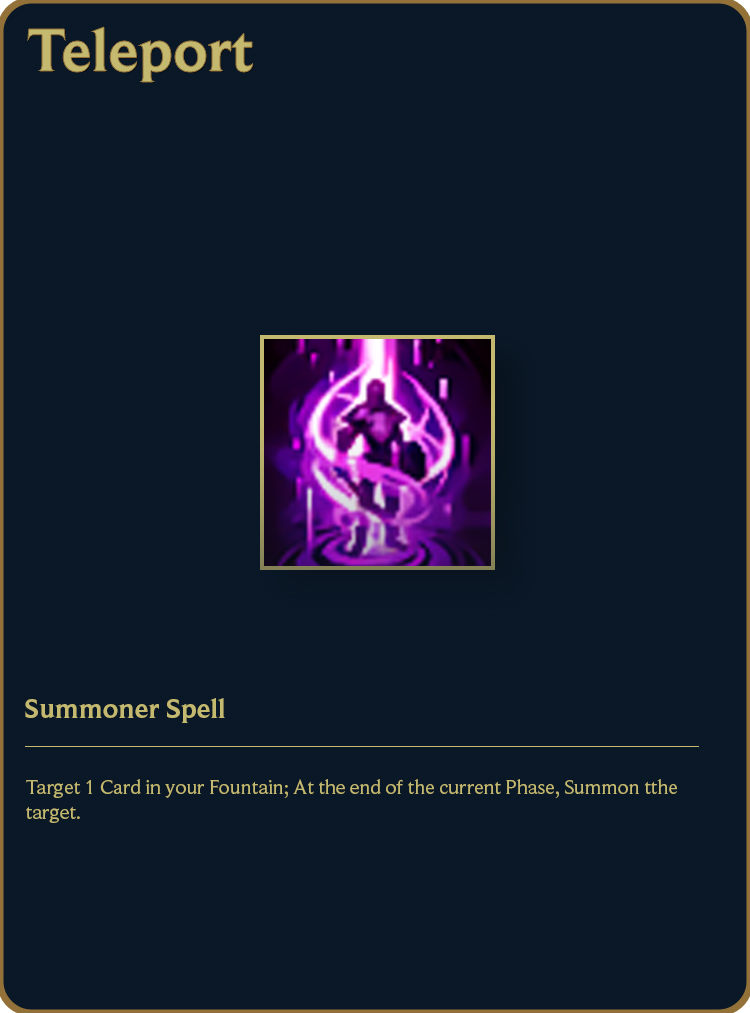 Teleport
Summoner Spell
Target 1 Card in your Fountain; At the end of the current Phase, Summon tthe
target.